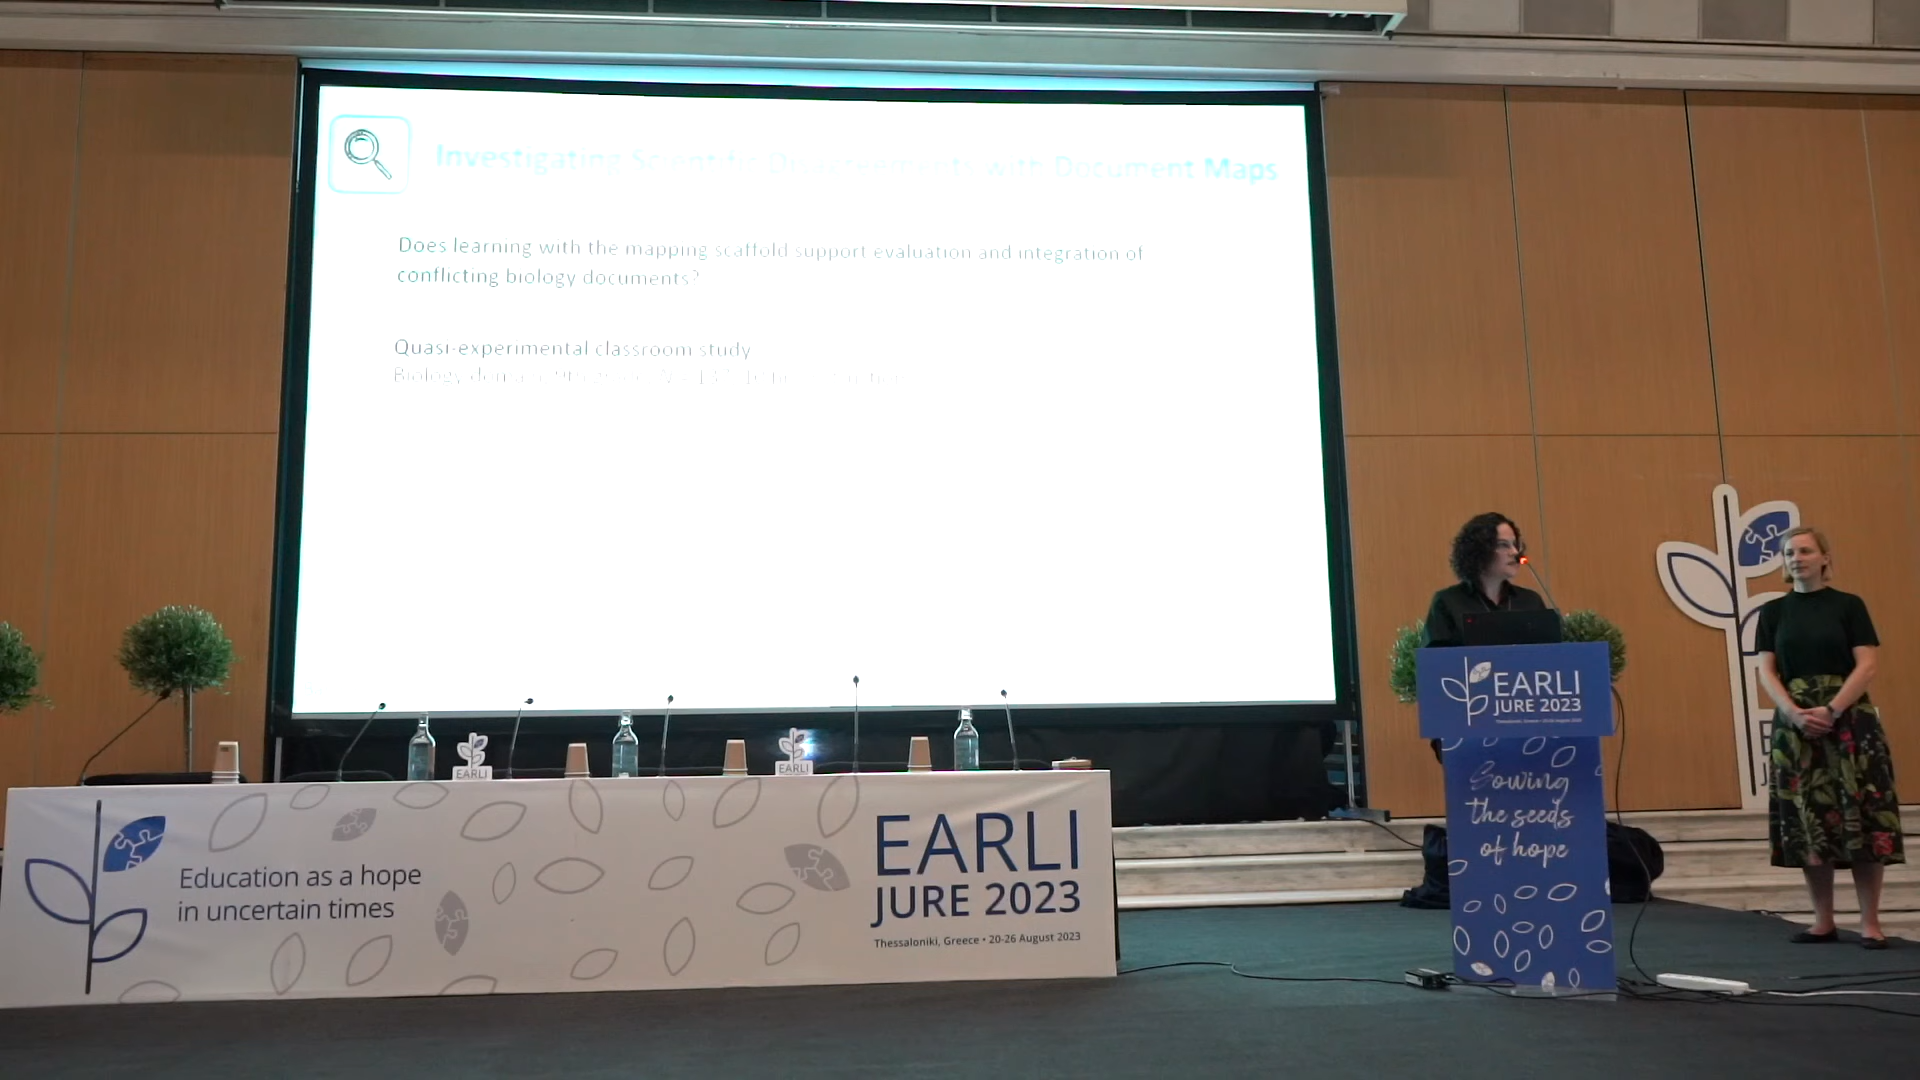 Investigating Scientific Disagreements with Document Maps
Does learning with the mapping scaffold support evaluation and integration of
conflicting biology documents?
Quasi-experimental classroom study
Biology
EARLI
JURE 2023
Sowing
the seeds
of hope
EARLI
EARLI
Education as a hope
in uncertain times
EARLI
JURE 2023
Thessaloniki, Greece • 20-26 August 2023